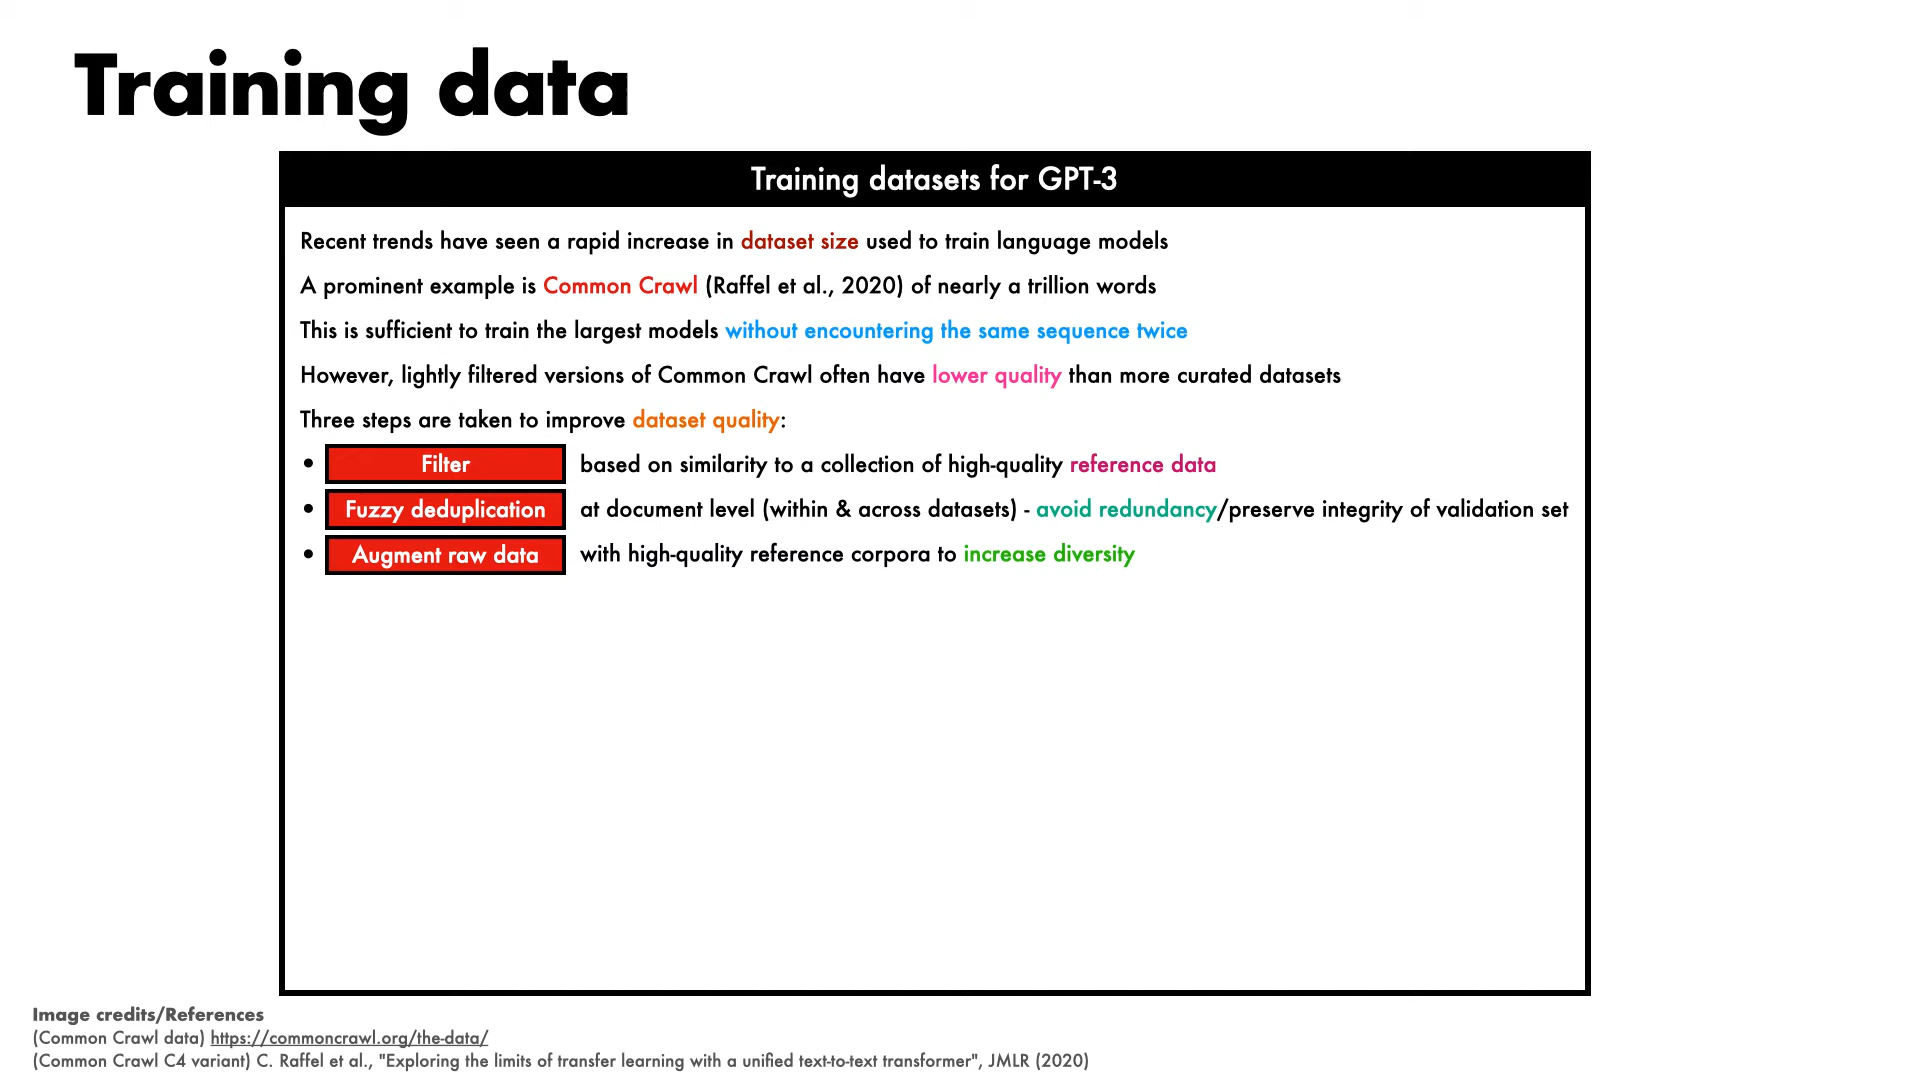 Training data
Training datasets for GPT-3
Recent trends have seen a rapid increase in dataset size used to train language models
A prominent example is Common Crawl (Raffel et al., 2020) of nearly a trillion words
This is sufficient to train the largest models without encountering the same sequence twice
However, lightly filtered versions of Common Crawl often have lower quality than more curated datasets
Three steps are taken to improve dataset quality:
• Filter based on similarity to a collection of high-quality reference data
• Fuzzy deduplication at document level (within & across datasets) - avoid redundancy/preserve integrity of validation set
• Augment raw data with high-quality reference corpora to increase diversity
Image credits/References
(Common Crawl data) https://commoncrawl.org/the-data/
(Common Crawl C4 variant) C. Raffel et al., "Exploring the limits of transfer learning with a unified text-to-text transformer", JMLR (2020)